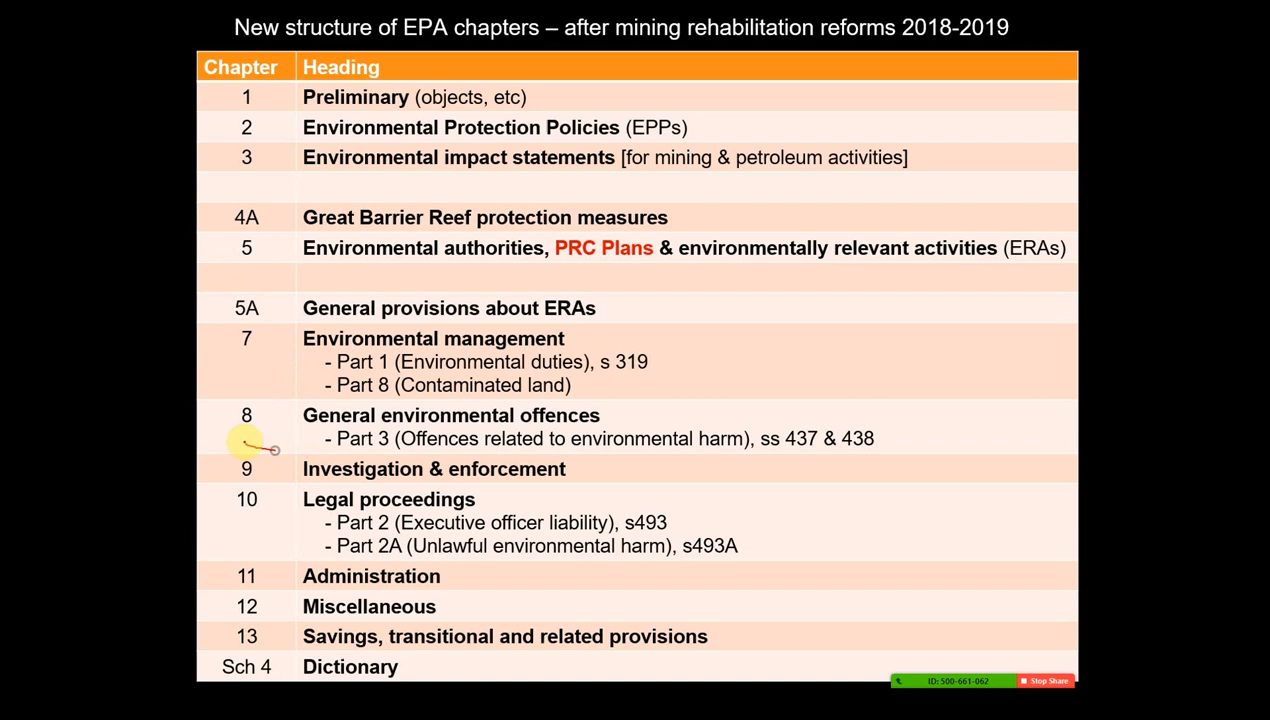 New structure of EPA chapters – after mining rehabilitation reforms 2018-2019
Chapter Heading
1 Preliminary (objects, etc)
2 Environmental Protection Policies (EPPs)
3 Environmental impact statements [for mining & petroleum activities]
4A Great Barrier Reef protection measures
5 Environmental authorities, PRC Plans & environmentally relevant activities (ERAs)
5A General provisions about ERAs
7 Environmental management
- Part 1 (Environmental duties), s 319
- Part 8 (Contaminated land)
8 General environmental offences
- Part 3 (Offences related to environmental harm), ss 437 & 438
9 Investigation & enforcement
10 Legal proceedings
- Part 2 (Executive officer liability), s493
- Part 2A (Unlawful environmental harm), s493A
11 Administration
12 Miscellaneous
13 Savings, transitional and related provisions
Sch 4 Dictionary
ID: 500-661-062 Stop Share